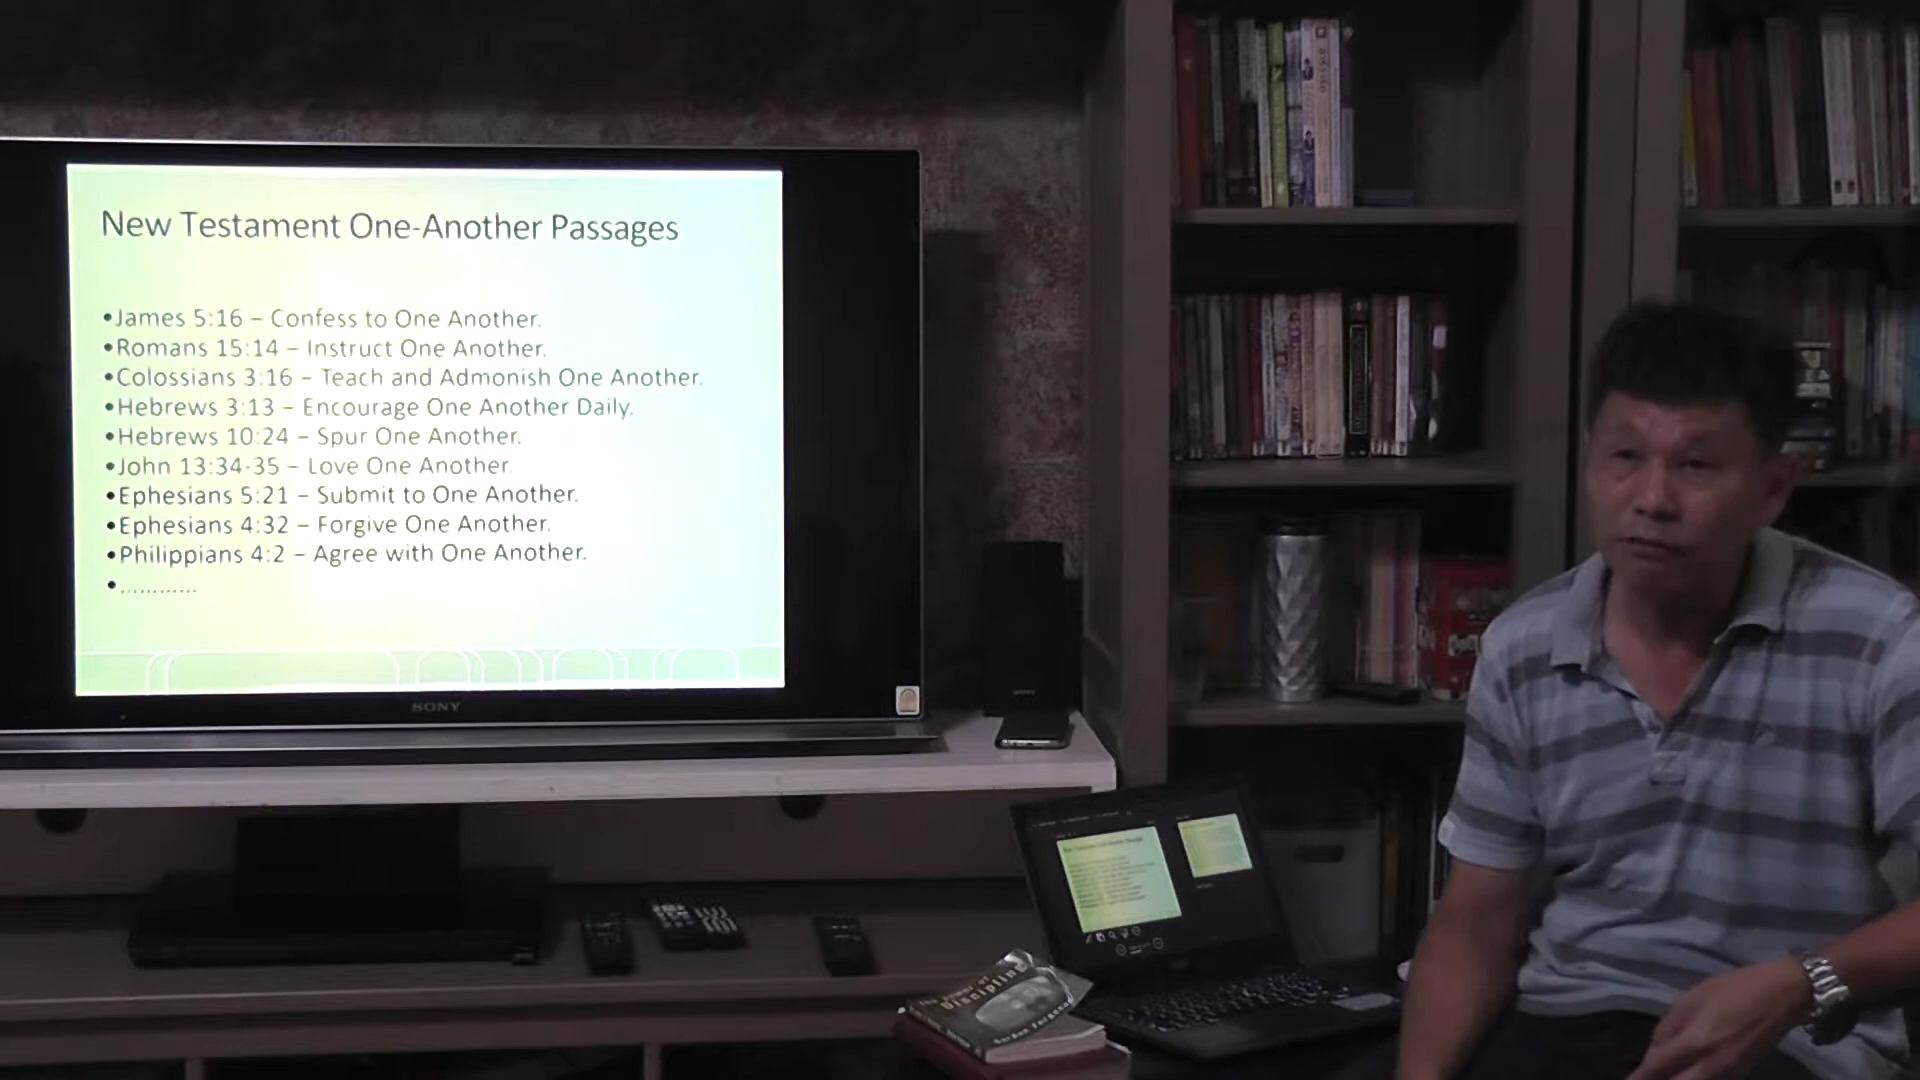 New Testament One-Another Passages
•James 5:16 – Confess to One Another.
•Romans 15:14 – Instruct One Another.
•Colossians 3:16 – Teach and Admonish One Another.
•Hebrews 3:13 – Encourage One Another Daily.
•Hebrews 10:24 – Spur One Another.
•John 13:34-35 – Love One Another.
•Ephesians 5:21 – Submit to One Another.
•Ephesians 4:32 – Forgive One Another.
•Philippians 4:2 – Agree with One Another.
•............
SONY
Discipling
Gordon Ferguson